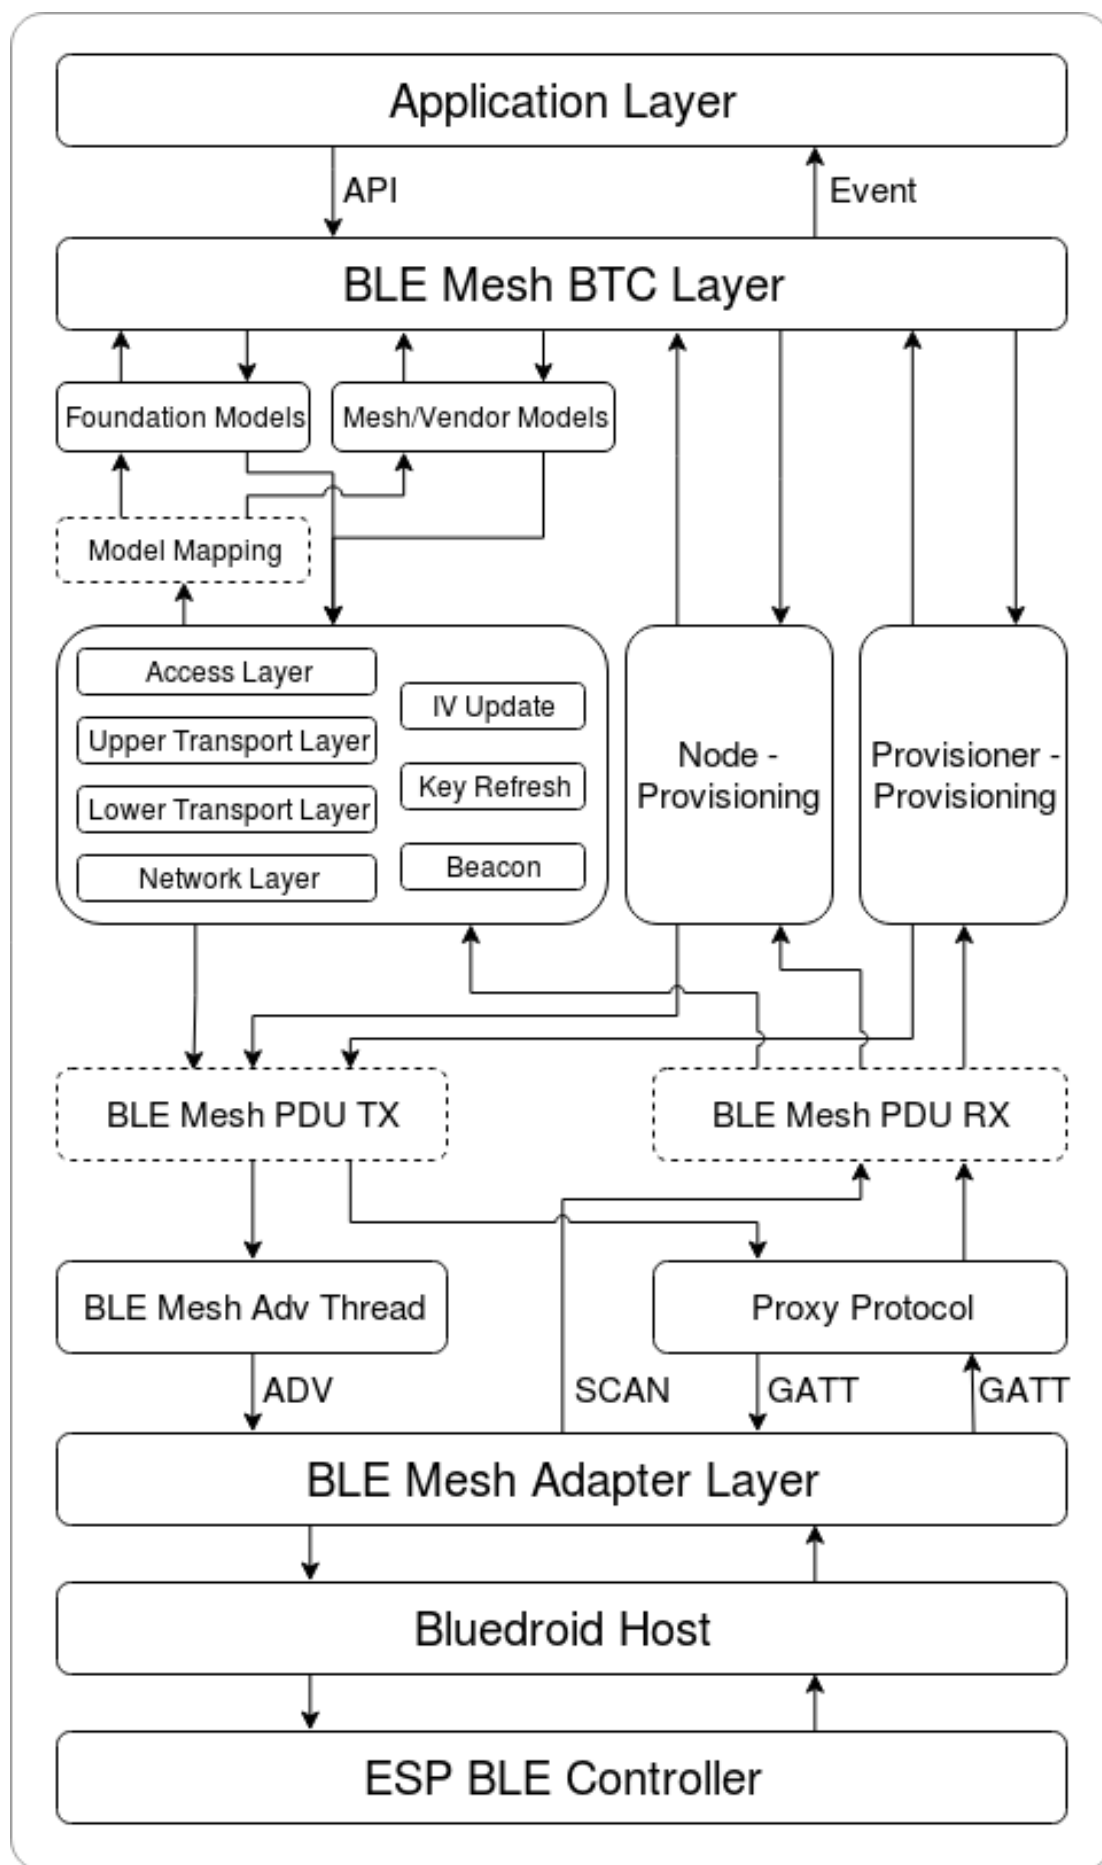 Application Layer
API
Event
BLE Mesh BTC Layer
Foundation Models
Mesh/Vendor Models
Model Mapping
Access Layer
Upper Transport Layer
Lower Transport Layer
Network Layer
IV Update
Key Refresh
Beacon
Node -
Provisioning
Provisioner -
Provisioning
BLE Mesh PDU TX
BLE Mesh PDU RX
BLE Mesh Adv Thread
Proxy Protocol
ADV
SCAN
GATT
GATT
BLE Mesh Adapter Layer
Bluedroid Host
ESP BLE Controller